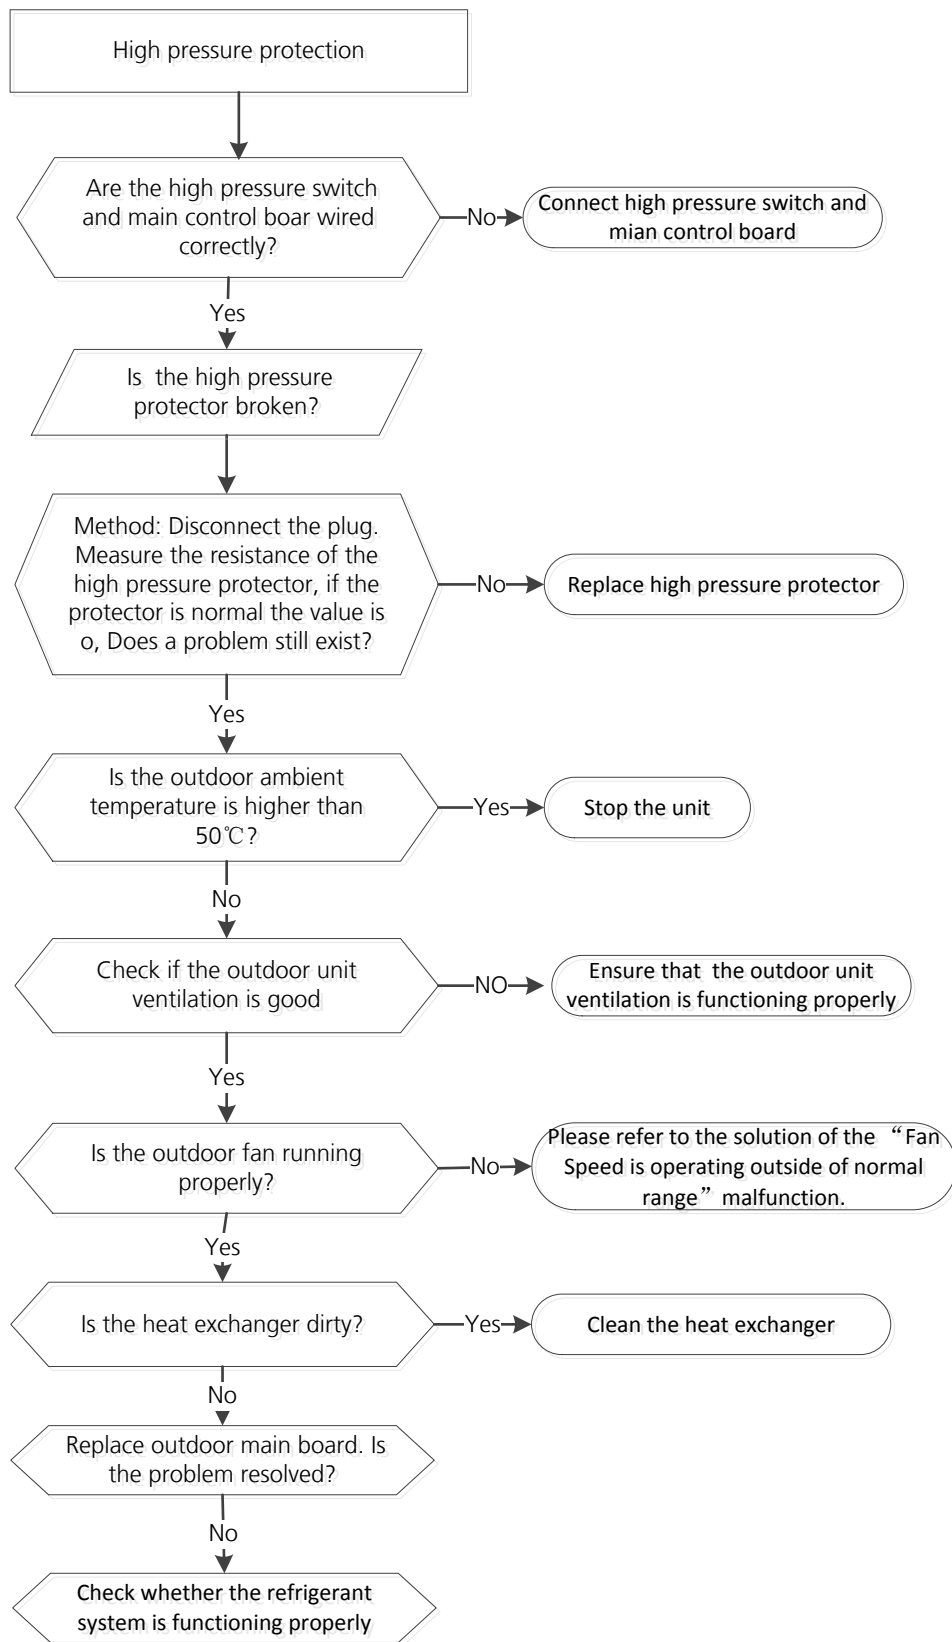 High pressure protection
Are the high pressure switch
and main control boar wired
correctly?
No
Connect high pressure switch and
mian control board
Yes
Is the high pressure
protector broken?
Method: Disconnect the plug.
Measure the resistance of the
high pressure protector, if the
protector is normal the value is
o, Does a problem still exist?
No
Replace high pressure protector
Yes
Is the outdoor ambient
temperature is higher than
50℃?
Yes
Stop the unit
No
Check if the outdoor unit
ventilation is good
NO
Ensure that the outdoor unit
ventilation is functioning properly
Yes
Is the outdoor fan running
properly?
No
Please refer to the solution of the “Fan
Speed is operating outside of normal
range” malfunction.
Yes
Is the heat exchanger dirty?
Yes
Clean the heat exchanger
No
Replace outdoor main board. Is
the problem resolved?
No
Check whether the refrigerant
system is functioning properly